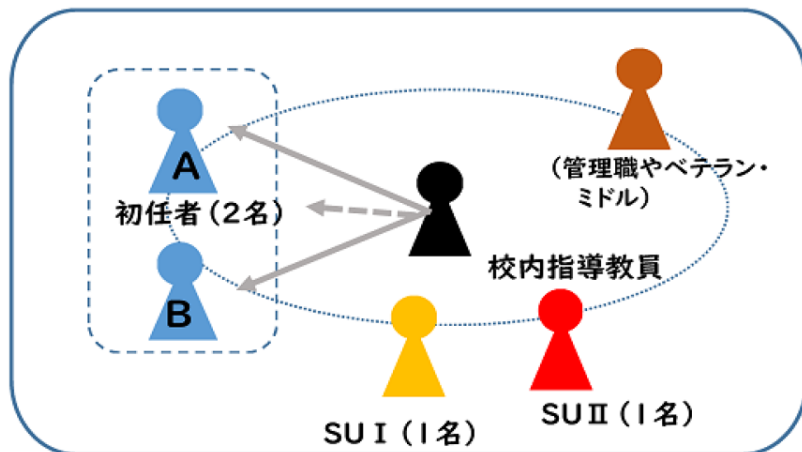 A
初任者(2名)
B
(管理職やベテラン・
ミドル)
校内指導教員
SUⅠ(1名)
SUⅡ(1名)